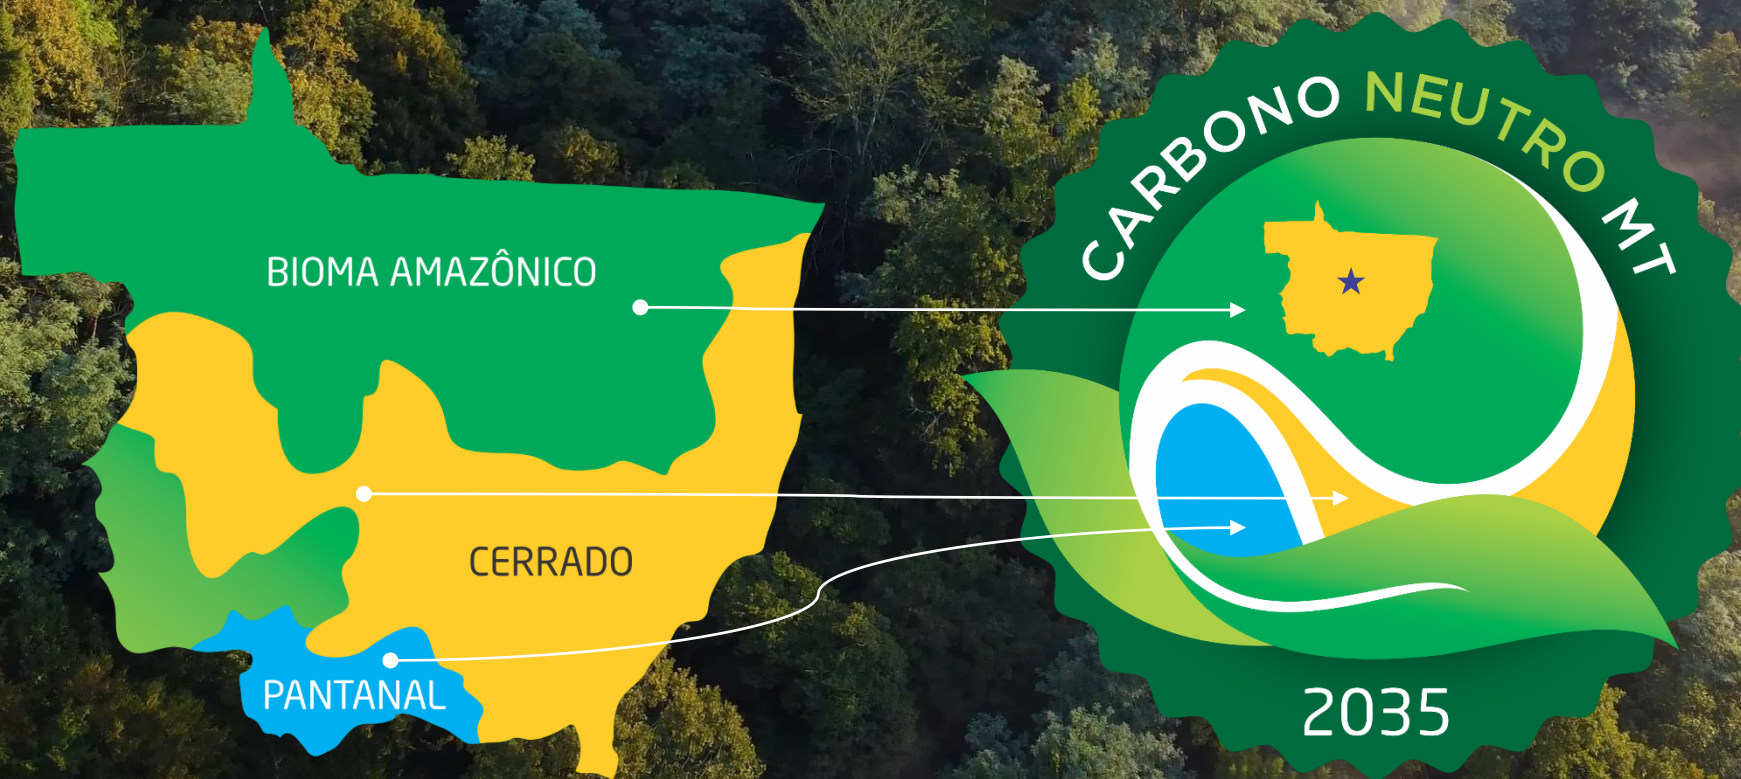 BIOMA AMAZÔNICO
CERRADO
PANTANAL
CARBONO NEUTRO MT
2035